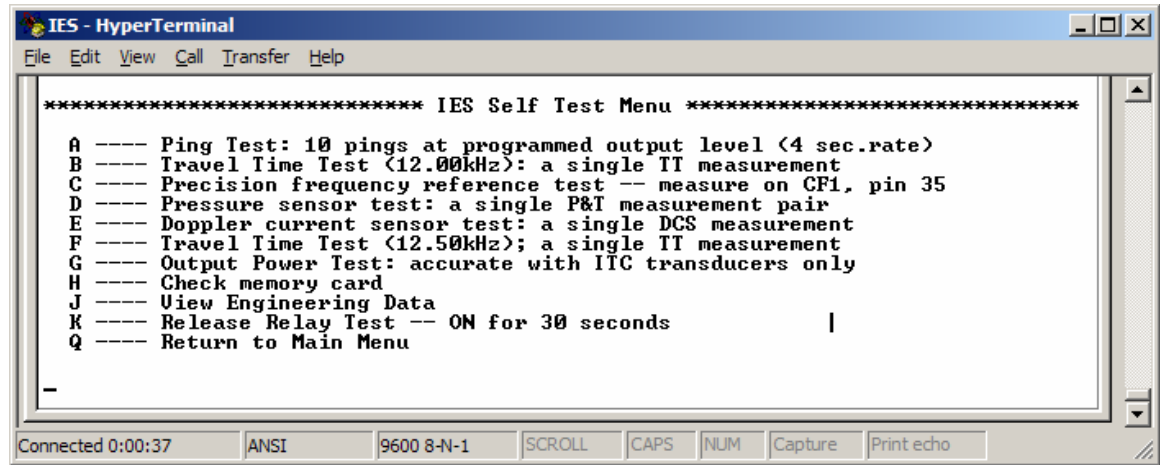 IES - HyperTerminal
File Edit View Call Transfer Help
***************************** IES Self Test Menu ******************************
A ---- Ping Test: 10 pings at programmed output level (4 sec.rate)
B ---- Travel Time Test (12.00kHz): a single TT measurement
C ---- Precision frequency reference test -- measure on CF1, pin 35
D ---- Pressure sensor test: a single P&T measurement pair
E ---- Doppler current sensor test: a single DCS measurement
F ---- Travel Time Test (12.50kHz); a single TT measurement
G ---- Output Power Test: accurate with ITC transducers only
H ---- Check memory card
J ---- View Engineering Data
K ---- Release Relay Test -- ON for 30 seconds
Q ---- Return to Main Menu
Connected 0:00:37 ANSI 9600 8-N-1 SCROLL CAPS NUM Capture Print echo